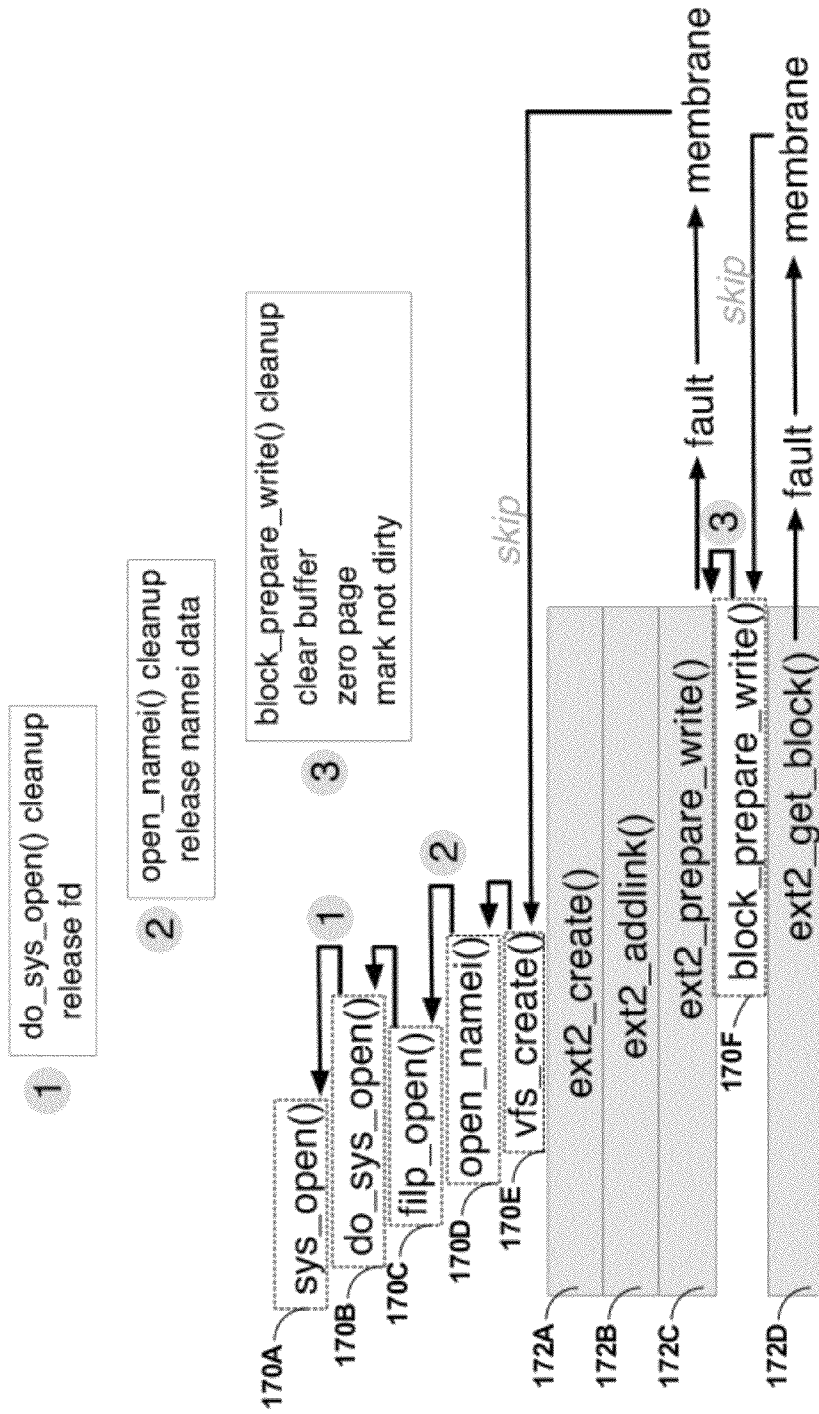 1
do_sys_open() cleanup
release fd
2
open_namei() cleanup
release namei data
3
block_prepare_write() cleanup
clear buffer
zero page
mark not dirty
170A
sys_open()
1
170B
do_sys_open()
170C
filp_open()
2
170D
open_namei()
170E
vfs_create()
skip
172A
ext2_create()
172B
ext2_addlink()
172C
ext2_prepare_write()
fault
membrane
3
170F
block_prepare_write()
skip
172D
ext2_get_block()
fault
membrane